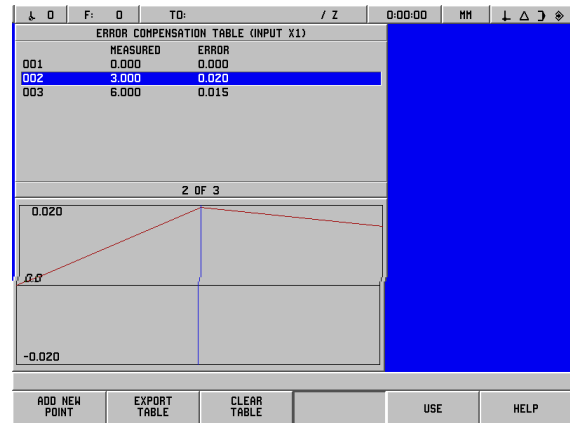 0 F: 0 TO: / Z 0:00:00 MM
ERROR COMPENSATION TABLE (INPUT X1)
MEASURED ERROR
001 0.000 0.000
002 3.000 0.020
003 6.000 0.015
2 OF 3
0.020
0.0
-0.020
ADD NEW POINT
EXPORT TABLE
CLEAR TABLE
USE
HELP